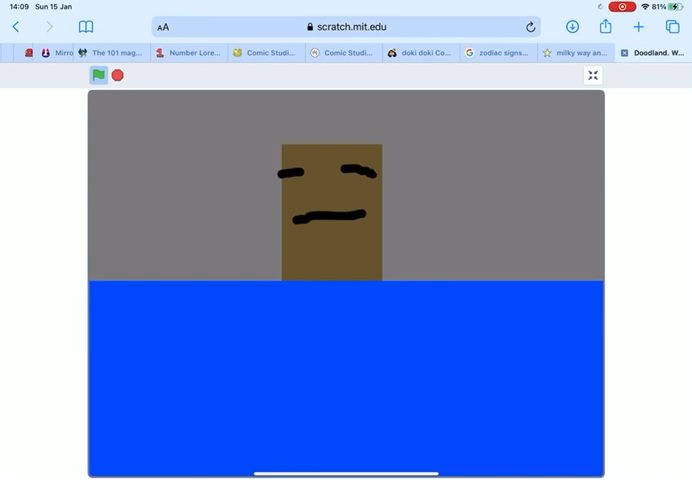 14:09 Sun 15 Jan
81%
AA scratch.mit.edu
Mirro The 101 mag... Number Lore... Comic Studi... Comic Studi... doki doki Co... zodiac signs... milky way an... Doodland. W...